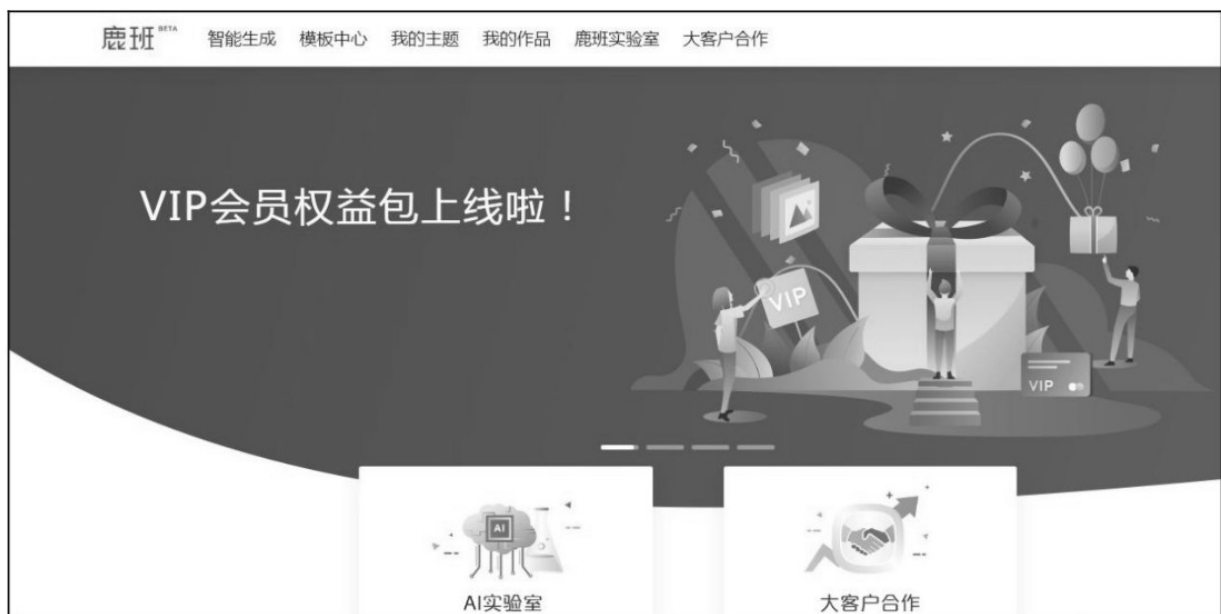 鹿班 BETA 智能生成 模板中心 我的主题 我的作品 鹿班实验室 大客户合作
VIP会员权益包上线啦！
VIP
VIP
AI
AI实验室 大客户合作